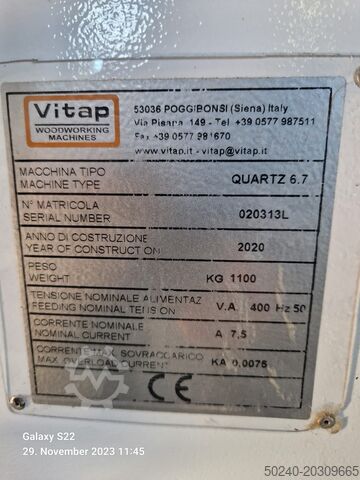 Vitap
WOODWORKING
MACHINES
53036 POGGIBONSI (Siena) Italy
Via Pisana, 149 - Tel. +39 0577 987511
Fax +39 0577 981670
www.vitap.it - vitap@vitap.it
MACCHINA TIPO
MACHINE TYPE
QUARTZ 6.7
N° MATRICOLA
SERIAL NUMBER
020313L
ANNO DI COSTRUZIONE
YEAR OF CONSTRUCTION
2020
PESO
WEIGHT
KG 1100
TENSIONE NOMINALE ALIMENTAZ
FEEDING NOMINAL TENSION
V.A. 400 Hz 50
CORRENTE NOMINALE
NOMINAL CURRENT
A 7,5
CORRENTE MAX. SOVRACCARICO
MAX. OVERLOAD CURRENT
KA 0.0075
CE
Galaxy S22
29. November 2023 11:45
50240-20309665